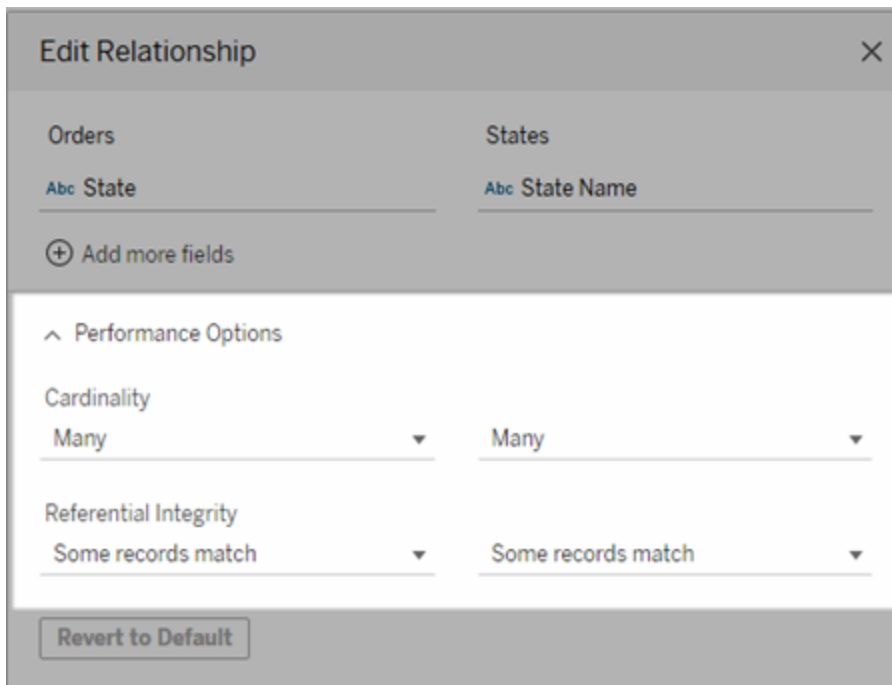 Edit Relationship
Orders States
Abc State Abc State Name
Add more fields
Performance Options
Cardinality
Many Many
Referential Integrity
Some records match Some records match
Revert to Default